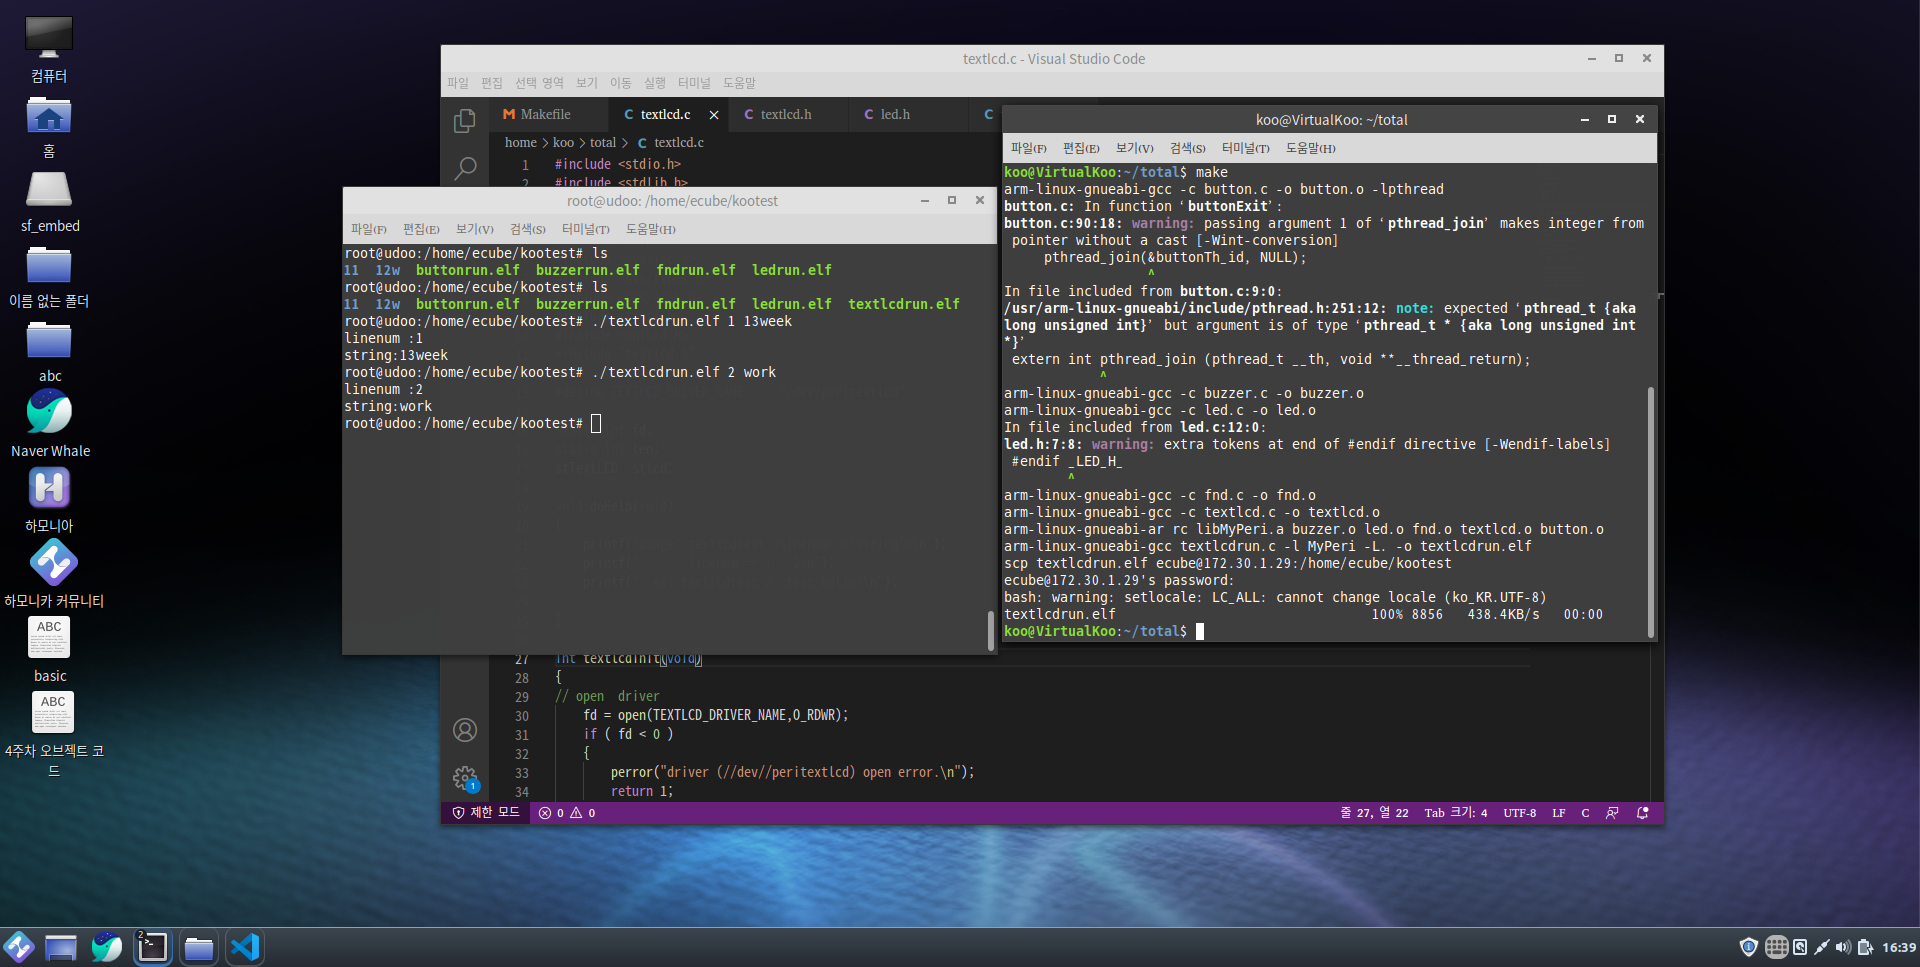 컴퓨터
홈
sf_embed
이름 없는 폴더
abc
Naver Whale
하모니아
하모니카 커뮤니티
ABC
basic
ABC
4주차 오브젝트 코
드
textlcd.c - Visual Studio Code
파일 편집 선택 영역 보기 이동 실행 터미널 도움말
M Makefile C textlcd.c C textlcd.h C led.h C
home > koo > total > C textlcd.c
1 #include <stdio.h>
2 #include <stdlib.h>
root@udoo: /home/ecube/kootest
파일(F) 편집(E) 보기(V) 검색(S) 터미널(T) 도움말(H)
root@udoo:/home/ecube/kootest# ls
11 12w buttonrun.elf buzzerrun.elf fndrun.elf ledrun.elf
root@udoo:/home/ecube/kootest# ls
11 12w buttonrun.elf buzzerrun.elf fndrun.elf ledrun.elf textlcdrun.elf
root@udoo:/home/ecube/kootest# ./textlcdrun.elf 1 13week
linenum :1
string:13week
root@udoo:/home/ecube/kootest# ./textlcdrun.elf 2 work
linenum :2
string:work
root@udoo:/home/ecube/kootest#
koo@VirtualKoo: ~/total
파일(F) 편집(E) 보기(V) 검색(S) 터미널(T) 도움말(H)
koo@VirtualKoo:~/total$ make
arm-linux-gnueabi-gcc -c button.c -o button.o -lpthread
button.c: In function ‘buttonExit’:
button.c:90:18: warning: passing argument 1 of ‘pthread_join’ makes integer from
pointer without a cast [-Wint-conversion]
pthread_join(&buttonTh_id, NULL);
^
In file included from button.c:9:0:
/usr/arm-linux-gnueabi/include/pthread.h:251:12: note: expected ‘pthread_t {aka
long unsigned int}’ but argument is of type ‘pthread_t * {aka long unsigned int
*}’
extern int pthread_join (pthread_t __th, void **__thread_return);
^
arm-linux-gnueabi-gcc -c buzzer.c -o buzzer.o
arm-linux-gnueabi-gcc -c led.c -o led.o
In file included from led.c:12:0:
led.h:7:8: warning: extra tokens at end of #endif directive [-Wendif-labels]
#endif _LED_H_
^
arm-linux-gnueabi-gcc -c fnd.c -o fnd.o
arm-linux-gnueabi-gcc -c textlcd.c -o textlcd.o
arm-linux-gnueabi-ar rc libMyPeri.a buzzer.o led.o fnd.o textlcd.o button.o
arm-linux-gnueabi-gcc textlcdrun.c -l MyPeri -L. -o textlcdrun.elf
scp textlcdrun.elf ecube@172.30.1.29:/home/ecube/kootest
ecube@172.30.1.29's password:
bash: warning: setlocale: LC_ALL: cannot change locale (ko_KR.UTF-8)
textlcdrun.elf 100% 8856 438.4KB/s 00:00
koo@VirtualKoo:~/total$
27 int textlcdInit(void)
28 {
29 // open driver
30 fd = open(TEXTLCD_DRIVER_NAME,O_RDWR);
31 if ( fd < 0 )
32 {
33 perror("driver (//dev//peritextlcd) open error.\n");
34 return 1;
1
제한 모드 0 0 줄 27, 열 22 Tab 크기: 4 UTF-8 LF C
2
16:39